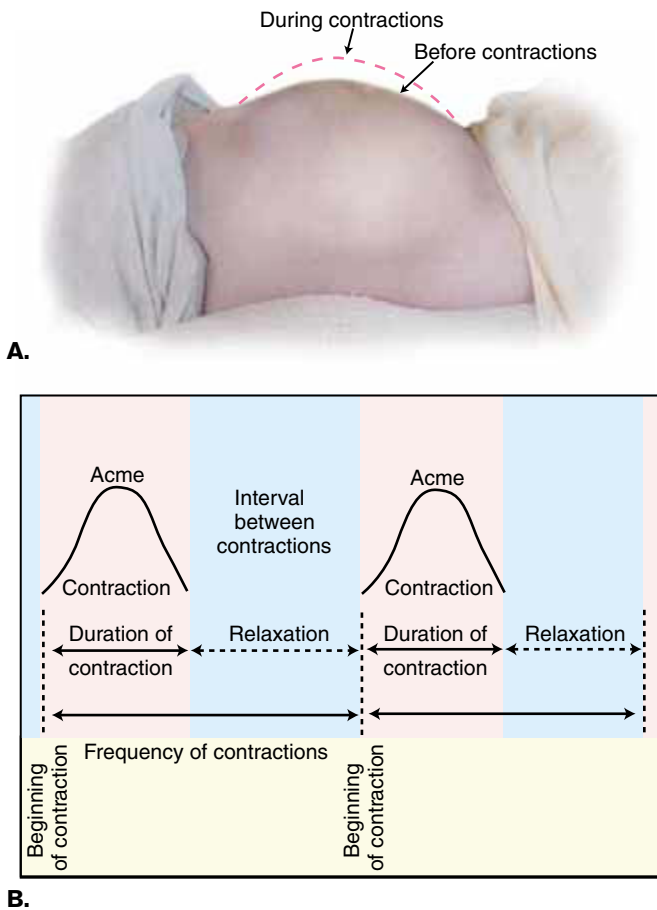 During contractions
Before contractions
A.
Acme
Acme
Interval
between
contractions
Contraction
Contraction
Duration of
contraction
Relaxation
Duration of
contraction
Relaxation
Frequency of contractions
Beginning
of contraction
Beginning
of contraction
B.